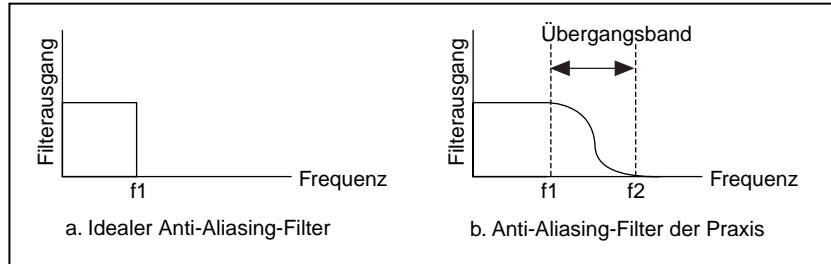 Filterausgang
f1
Frequenz
a. Idealer Anti-Aliasing-Filter
Übergangsband
Filterausgang
f1
f2
Frequenz
b. Anti-Aliasing-Filter der Praxis